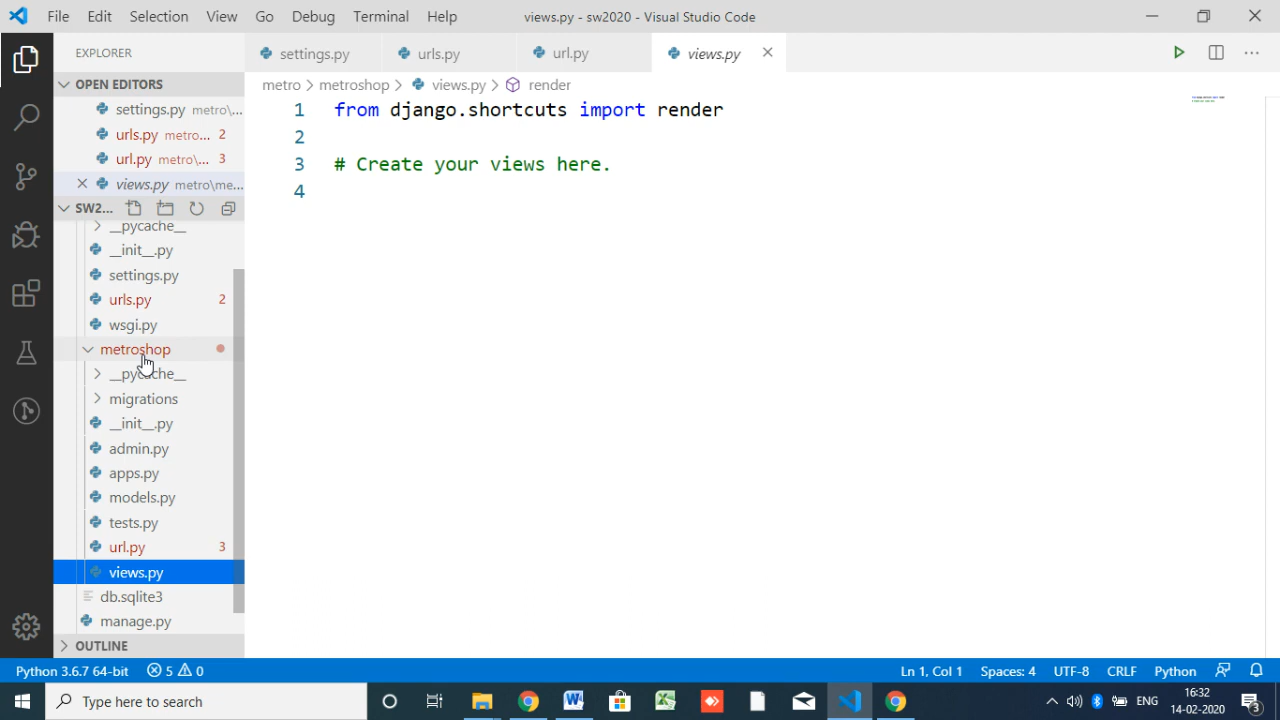 File Edit Selection View Go Debug Terminal Help views.py - sw2020 - Visual Studio Code
EXPLORER
settings.py urls.py url.py views.py
OPEN EDITORS
settings.py metro\...
urls.py metro... 2
url.py metro\... 3
views.py metro\me...
SW2...
__pycache__
__init__.py
settings.py
urls.py 2
wsgi.py
metroshop
__pycache__
migrations
__init__.py
admin.py
apps.py
models.py
tests.py
url.py 3
views.py
db.sqlite3
manage.py
OUTLINE
metro > metroshop > views.py > render
1 from django.shortcuts import render
2
3 # Create your views here.
4
Python 3.6.7 64-bit 5 0 Ln 1, Col 1 Spaces: 4 UTF-8 CRLF Python
Type here to search ENG 16:32
14-02-2020 3